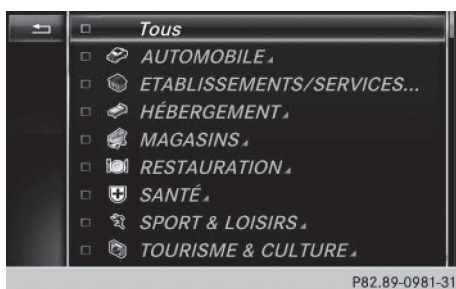 Tous
AUTOMOBILE
ETABLISSEMENTS/SERVICES...
HÉBERGEMENT
MAGASINS
RESTAURATION
SANTÉ
SPORT & LOISIRS
TOURISME & CULTURE
P82.89-0981-31